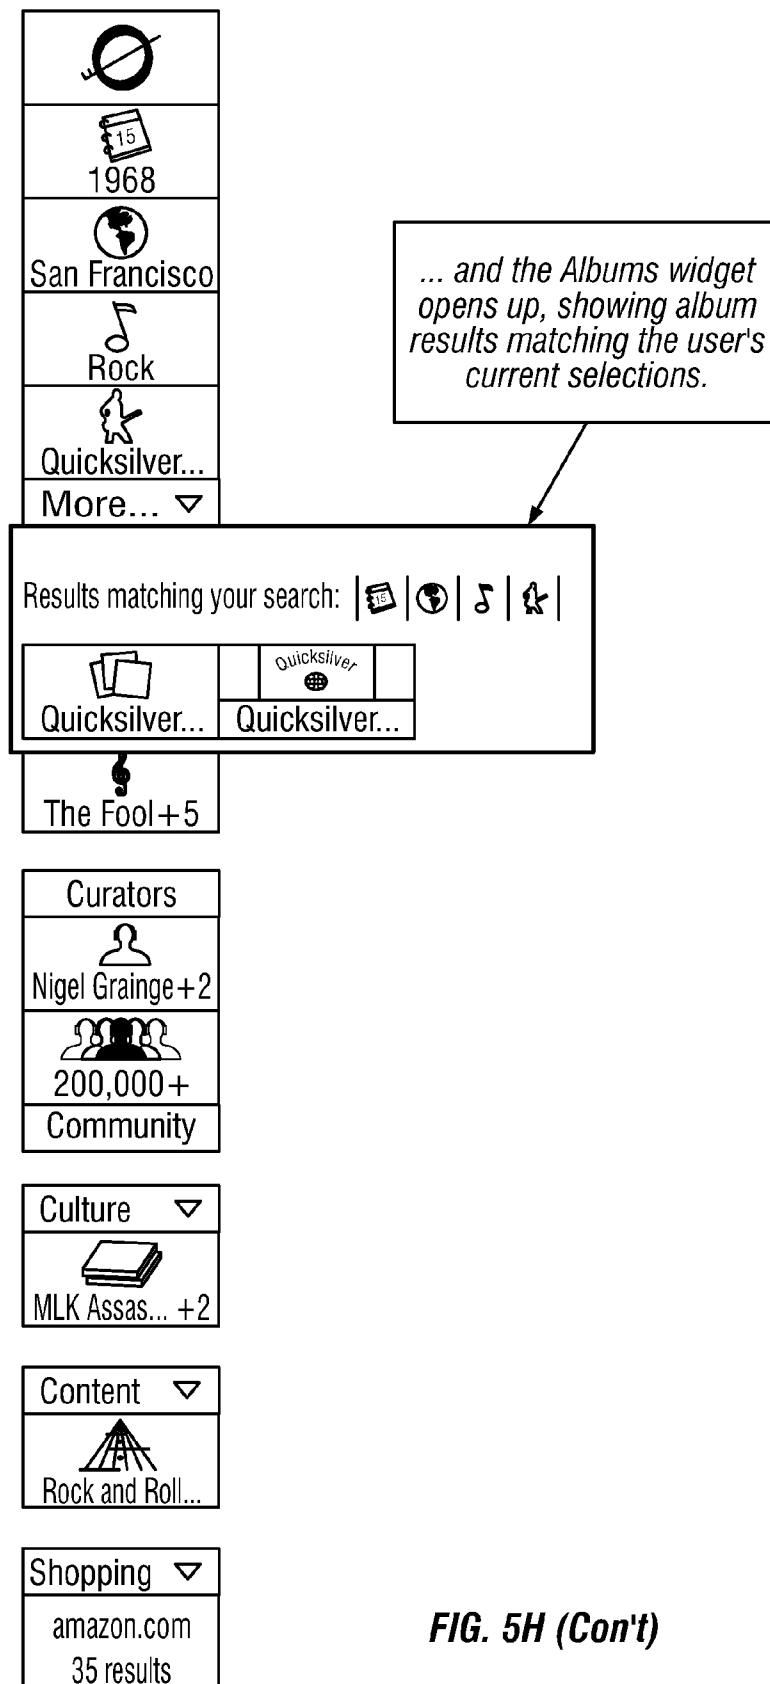 15
1968
San Francisco
Rock
Quicksilver...
More...
... and the Albums widget
opens up, showing album
results matching the user's
current selections.
Results matching your search:
15
Quicksilver
Quicksilver...
Quicksilver...
The Fool+5
Curators
Nigel Grainge+2
200,000+
Community
Culture
MLK Assas... +2
Content
Rock and Roll...
Shopping
amazon.com
35 results
FIG. 5H (Con't)